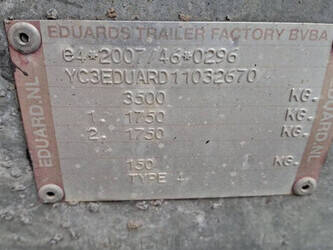 EDUARDS TRAILER FACTORY BVBA
e4*2007/46*0296
YC3EDUARD11032670
3500 KG.
1. 1750 KG.
2. 1750 KG.
150 KG.
TYPE 4
EDUARD.NL
EDUARD.NL